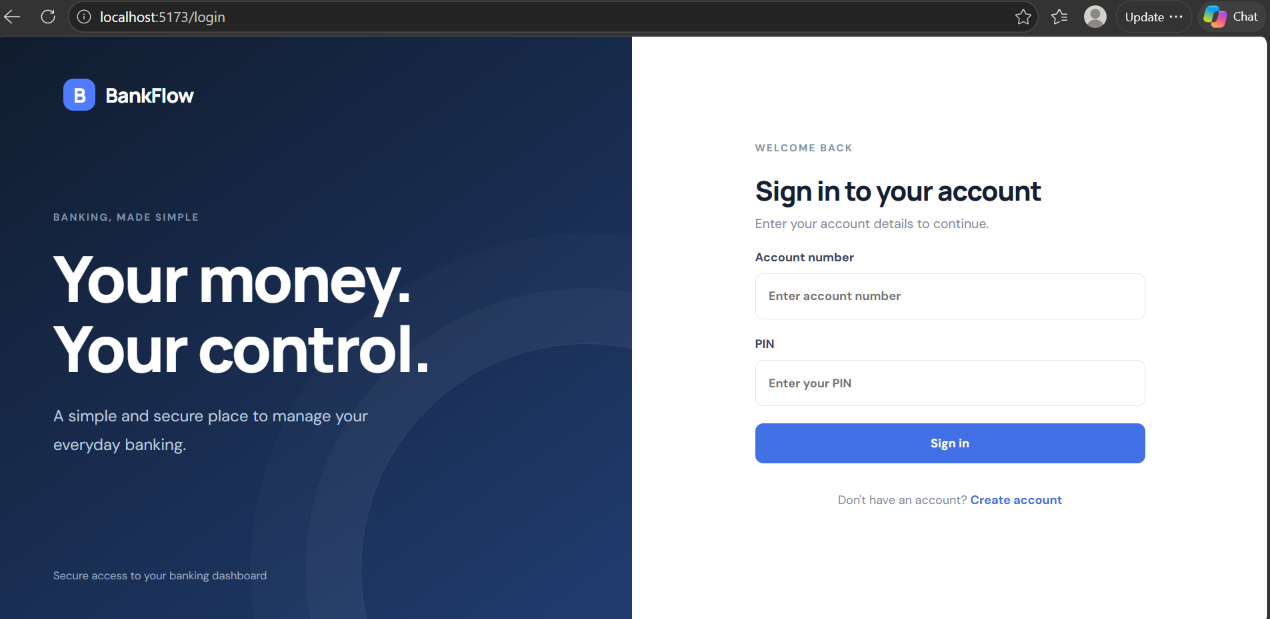 localhost:5173/login
Update
Chat
B BankFlow
BANKING, MADE SIMPLE
Your money.
Your control.
A simple and secure place to manage your
everyday banking.
Secure access to your banking dashboard
WELCOME BACK
Sign in to your account
Enter your account details to continue.
Account number
Enter account number
PIN
Enter your PIN
Sign in
Don't have an account? Create account